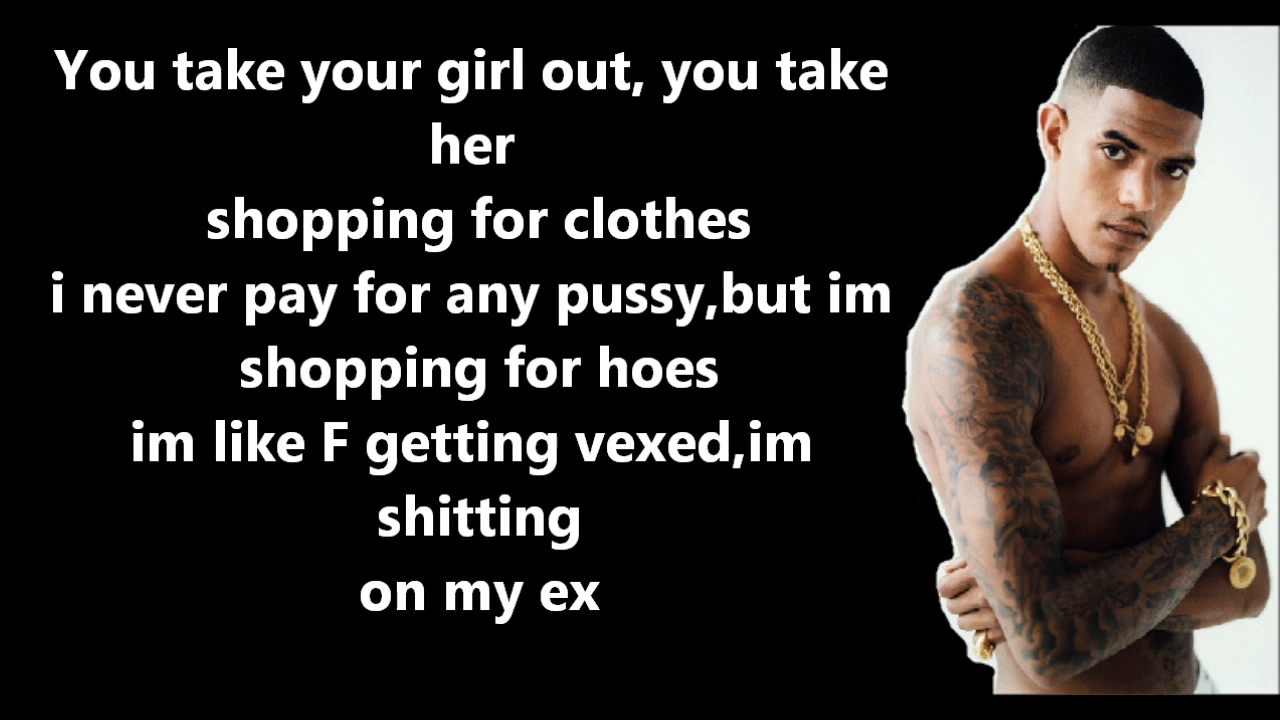 You take your girl out, you take
her
shopping for clothes
i never pay for any pussy,but im
shopping for hoes
im like F getting vexed,im
shitting
on my ex